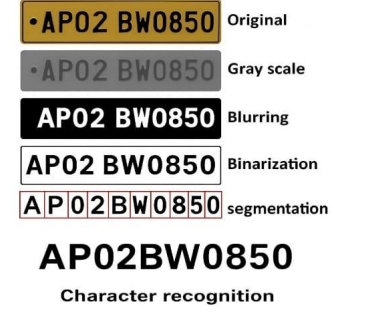 ·AP02 BW0850 Original
·AP02 BW0850 Gray scale
AP02 BW0850 Blurring
AP02 BW0850 Binarization
AP02BW0850 segmentation
AP02BW0850
Character recognition